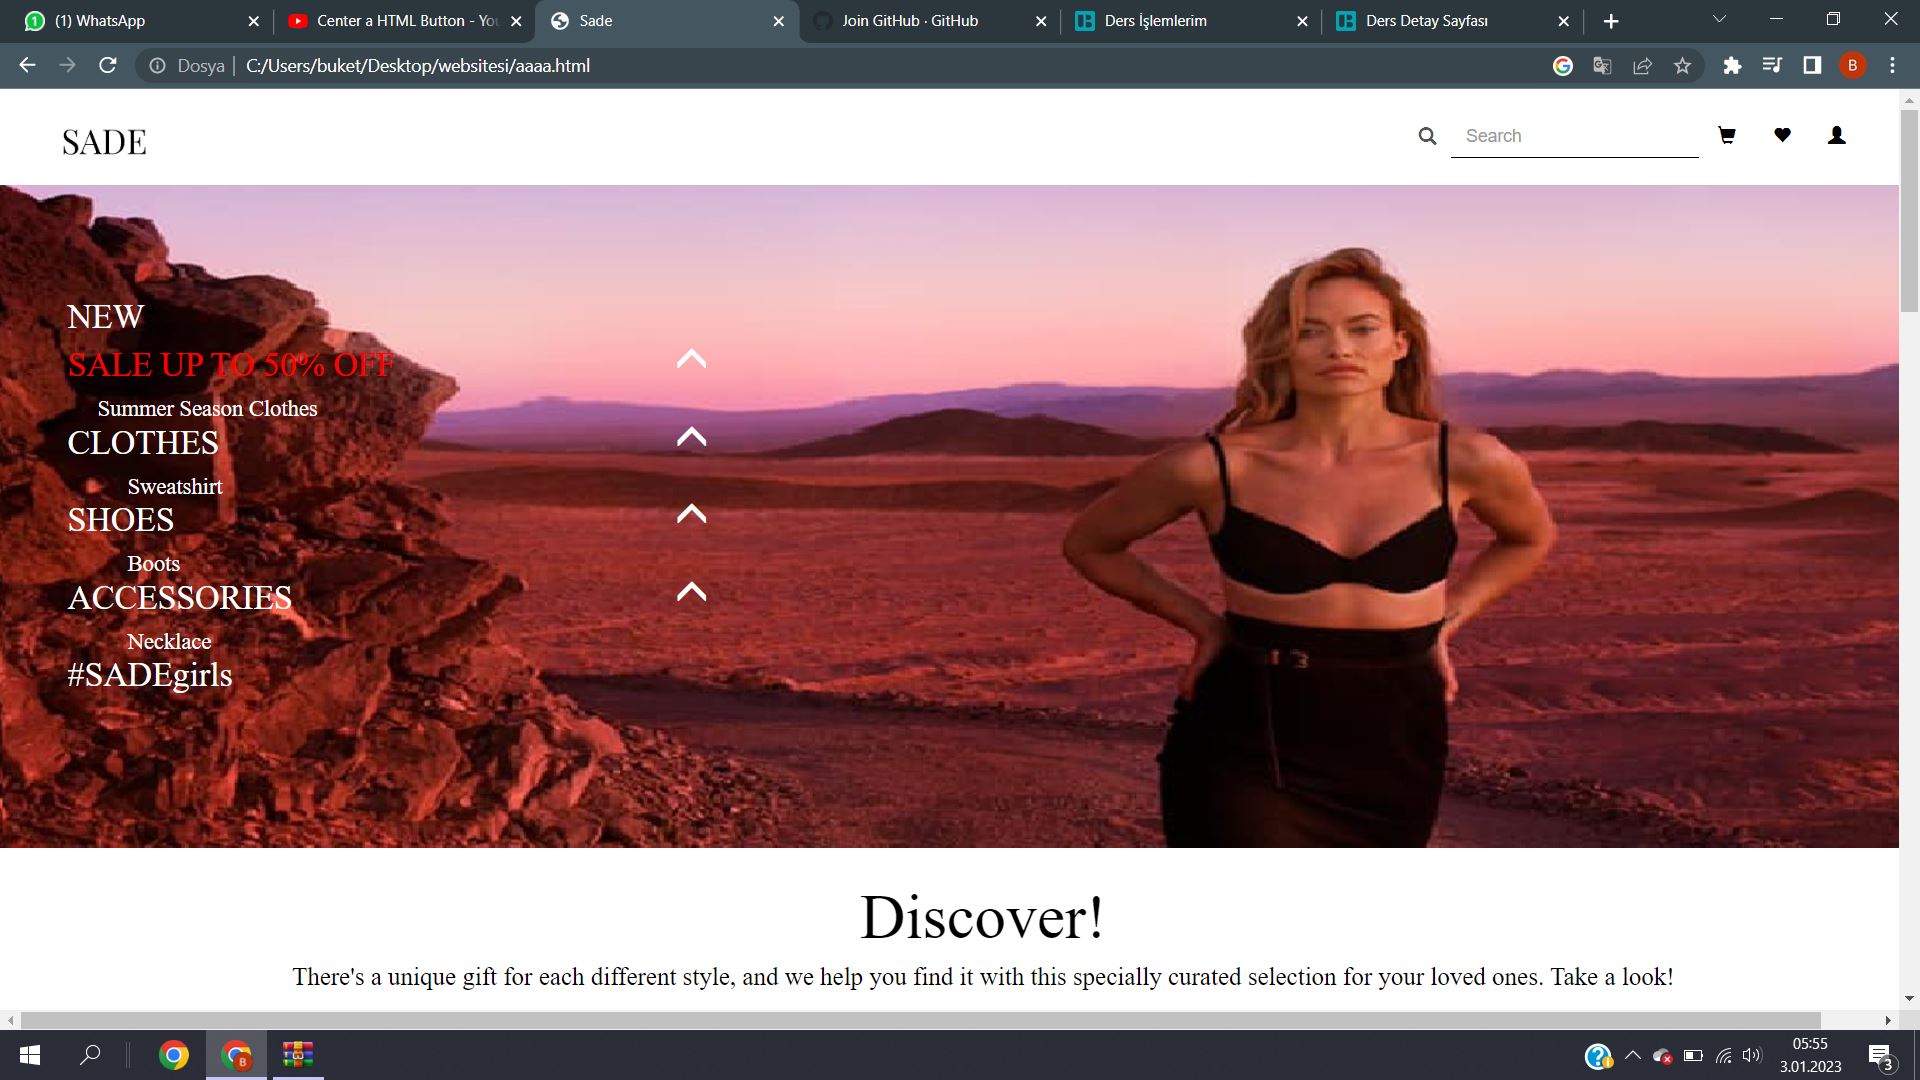 (1) WhatsApp
Center a HTML Button - You
Sade
Join GitHub · GitHub
Ders İşlemlerim
Ders Detay Sayfası
Dosya | C:/Users/buket/Desktop/websitesi/aaaa.html
B
SADE
Search
NEW
SALE UP TO 50% OFF
Summer Season Clothes
CLOTHES
Sweatshirt
SHOES
Boots
ACCESSORIES
Necklace
#SADEgirls
Discover!
There's a unique gift for each different style, and we help you find it with this specially curated selection for your loved ones. Take a look!
05:55
3.01.2023
3